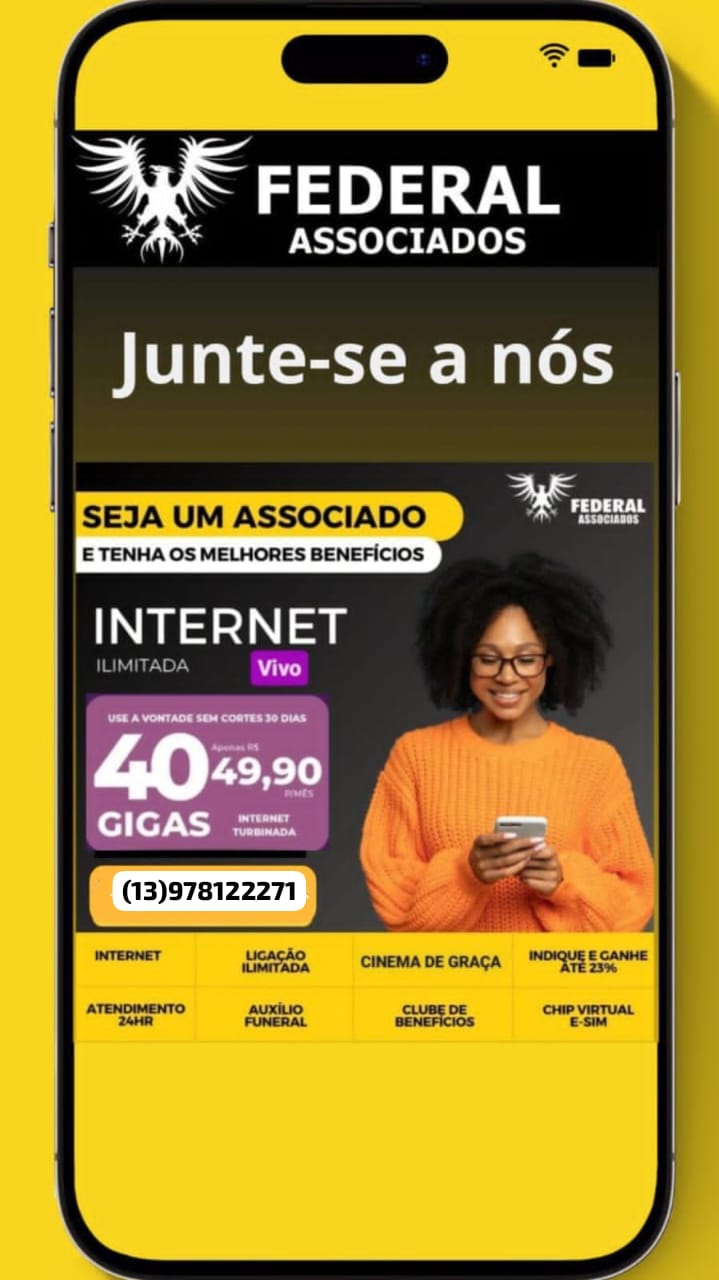 FEDERAL
ASSOCIADOS
Junte-se a nós
FEDERAL
ASSOCIADOS
SEJA UM ASSOCIADO
E TENHA OS MELHORES BENEFÍCIOS
INTERNET
ILIMITADA
Vivo
USE A VONTADE SEM CORTES 30 DIAS
40
GIGAS
Apenas R$
49,90
P/MÊS
INTERNET
TURBINADA
(13)978122271
INTERNET
LIGAÇÃO
ILIMITADA
CINEMA DE GRAÇA
INDIQUE E GANHE
ATÉ 23%
ATENDIMENTO
24HR
AUXÍLIO
FUNERAL
CLUBE DE
BENEFÍCIOS
CHIP VIRTUAL
E-SIM